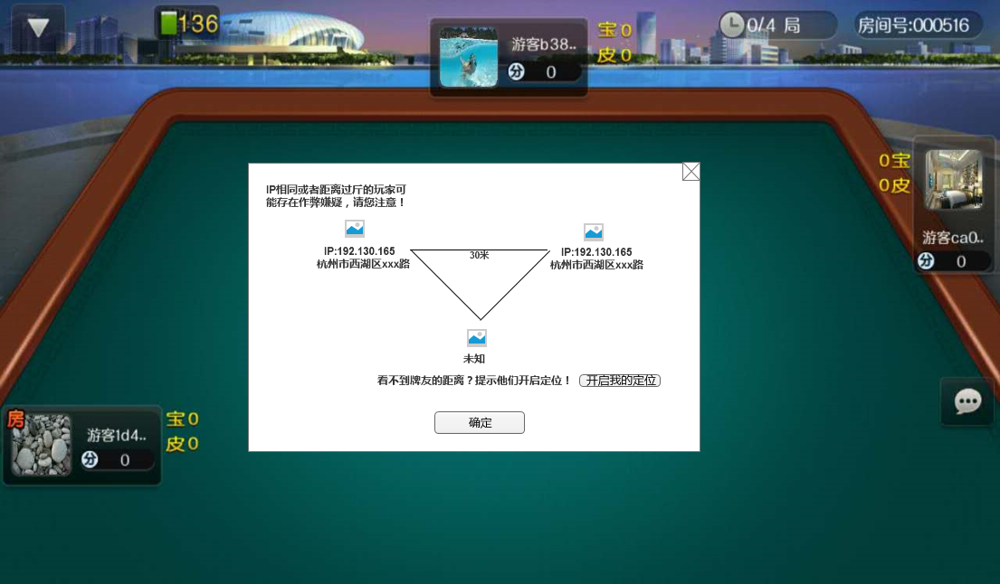 136
游客b38..
分 0
宝 0
皮 0
0/4 局
房间号:000516
0宝
0皮
游客ca0..
分 0
IP相同或者距离过斤的玩家可
能存在作弊嫌疑，请您注意！
IP:192.130.165
杭州市西湖区xxx路
30米
IP:192.130.165
杭州市西湖区xxx路
未知
看不到牌友的距离？提示他们开启定位！ 开启我的定位
确定
房
游客1d4..
分 0
宝0
皮0